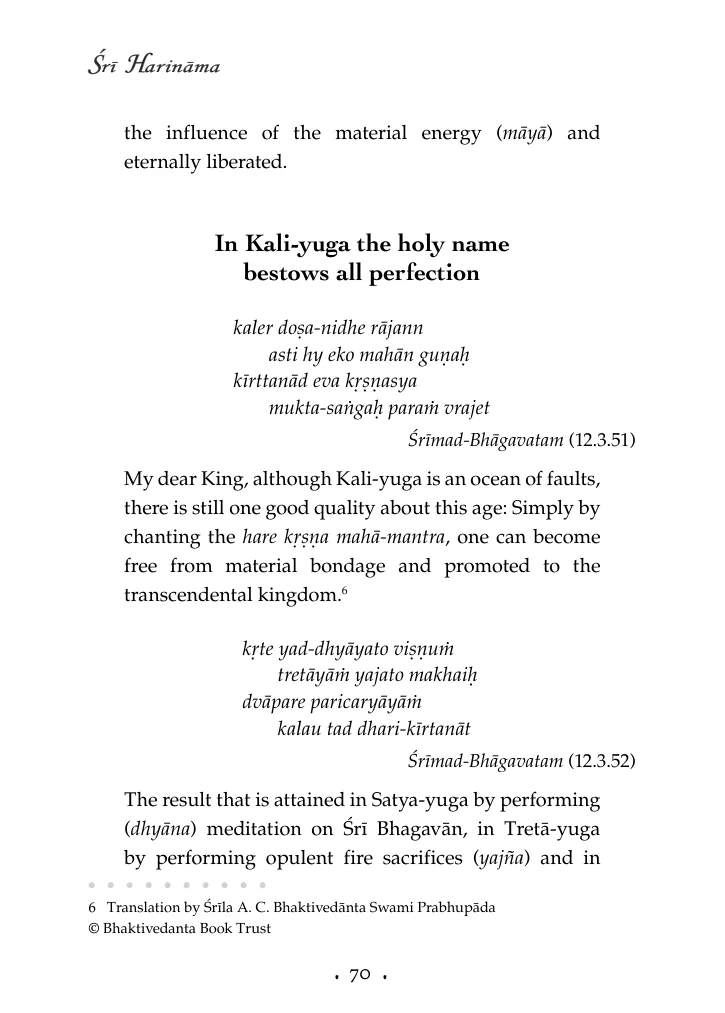 Śrī Harināma
the influence of the material energy (māyā) and
eternally liberated.
In Kali-yuga the holy name
bestows all perfection
kaler doṣa-nidhe rājann
asti hy eko mahān guṇaḥ
kīrttanād eva kṛṣṇasya
mukta-saṅgaḥ paraṁ vrajet
Śrīmad-Bhāgavatam (12.3.51)
My dear King, although Kali-yuga is an ocean of faults,
there is still one good quality about this age: Simply by
chanting the hare kṛṣṇa mahā-mantra, one can become
free from material bondage and promoted to the
transcendental kingdom.6
kṛte yad-dhyāyato viṣṇuṁ
tretāyāṁ yajato makhaiḥ
dvāpare paricaryāyāṁ
kalau tad dhari-kīrtanāt
Śrīmad-Bhāgavatam (12.3.52)
The result that is attained in Satya-yuga by performing
(dhyāna) meditation on Śrī Bhagavān, in Tretā-yuga
by performing opulent fire sacrifices (yajña) and in
6 Translation by Śrīla A. C. Bhaktivedānta Swami Prabhupāda
© Bhaktivedanta Book Trust
• 70 •